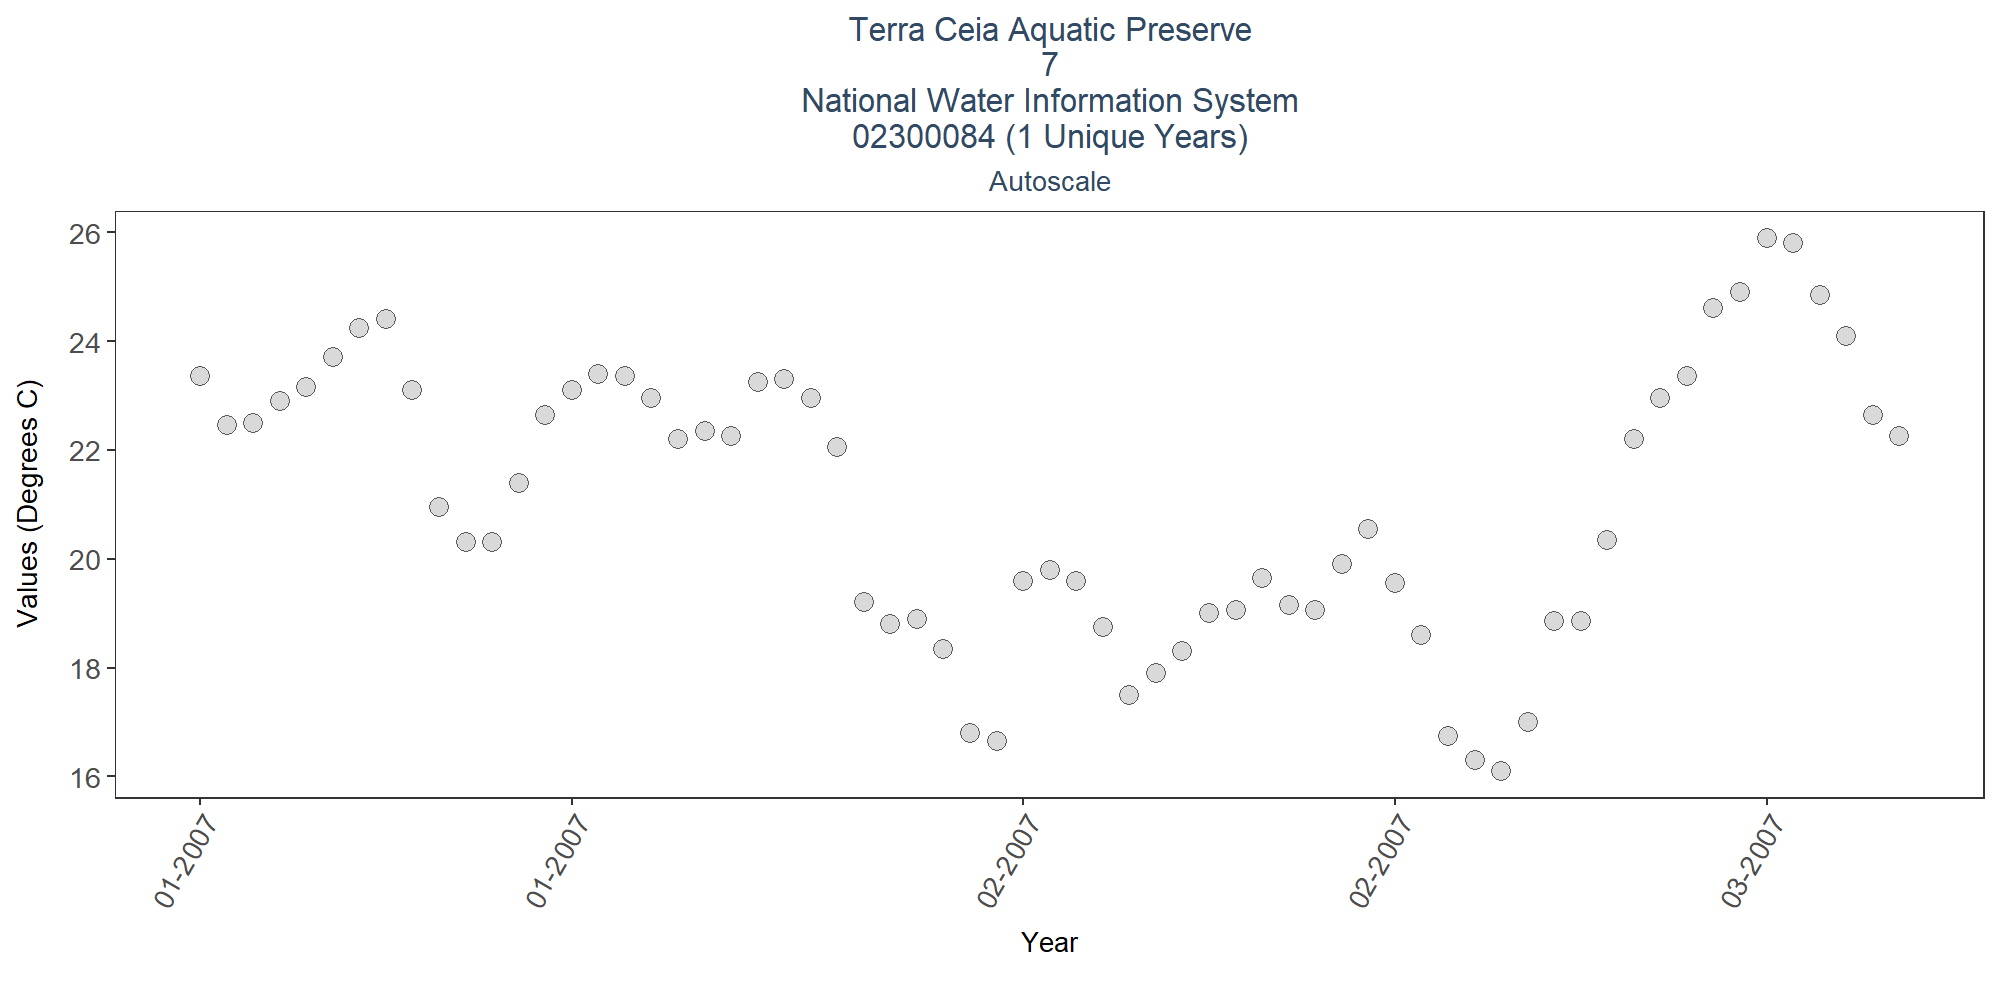 Terra Ceia Aquatic Preserve
7
National Water Information System
02300084 (1 Unique Years)
Autoscale
26
24
22
20
18
16
Values (Degrees C)
01-2007
01-2007
02-2007
02-2007
03-2007
Year